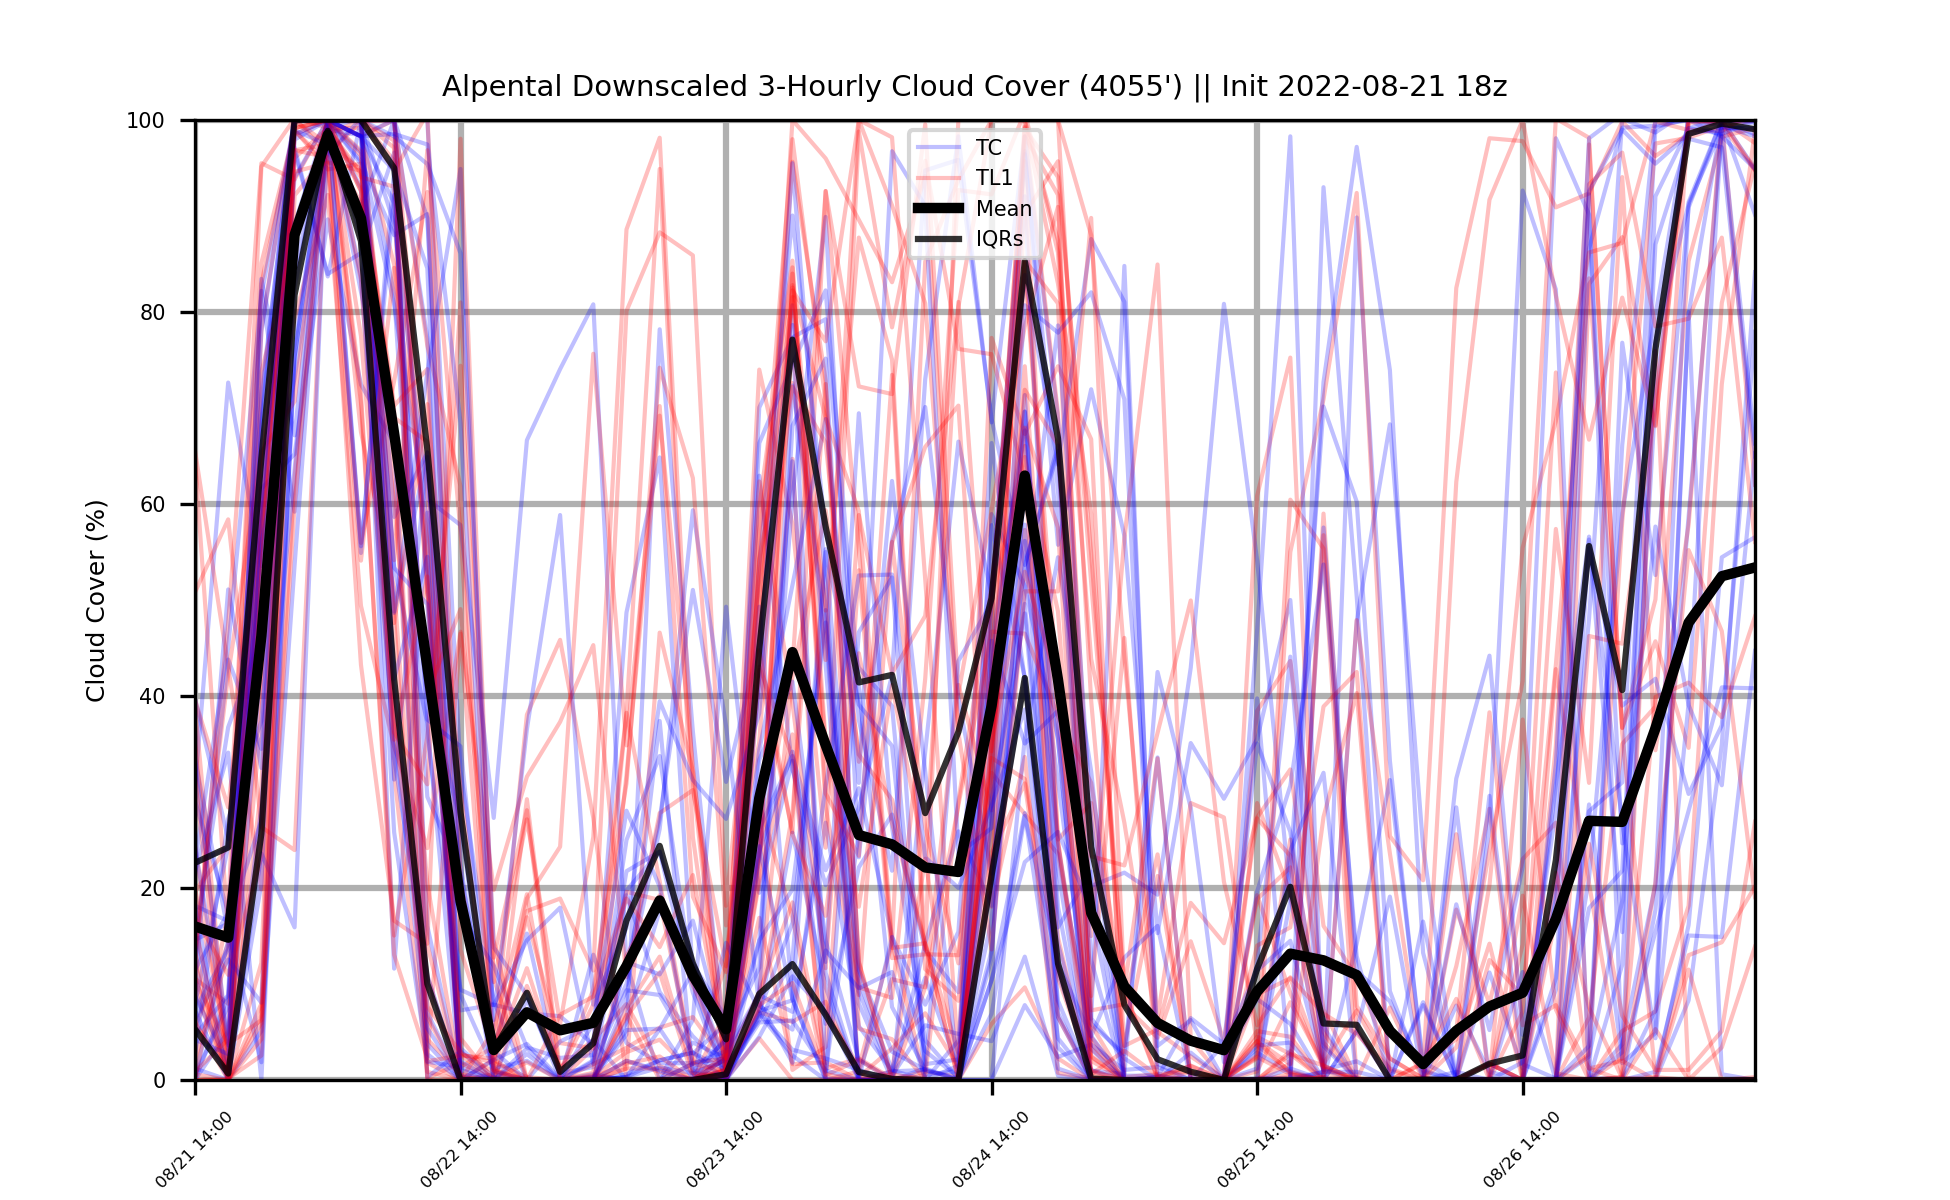 Alpental Downscaled 3-Hourly Cloud Cover (4055') || Init 2022-08-21 18z
100
80
60
40
20
0
Cloud Cover (%)
TC
TL1
Mean
IQRs
08/21 14:00
08/22 14:00
08/23 14:00
08/24 14:00
08/25 14:00
08/26 14:00